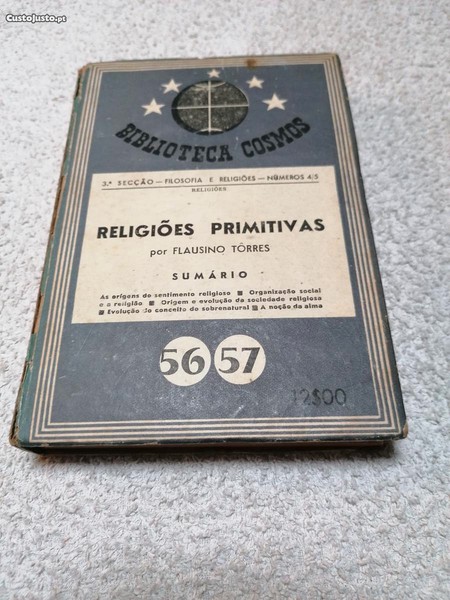 CustoJusto.pt
BIBLIOTECA COSMOS
3.ª SECÇÃO — FILOSOFIA E RELIGIÕES — NÚMEROS 4/5
RELIGIÕES
RELIGIÕES PRIMITIVAS
por FLAUSINO TÔRRES
SUMÁRIO
As origens do sentimento religioso ■ Organização social
e a religião ■ Origem e evolução da sociedade religiosa
■ Evolução do conceito do sobrenatural ■ A noção da alma
56 57
12$00